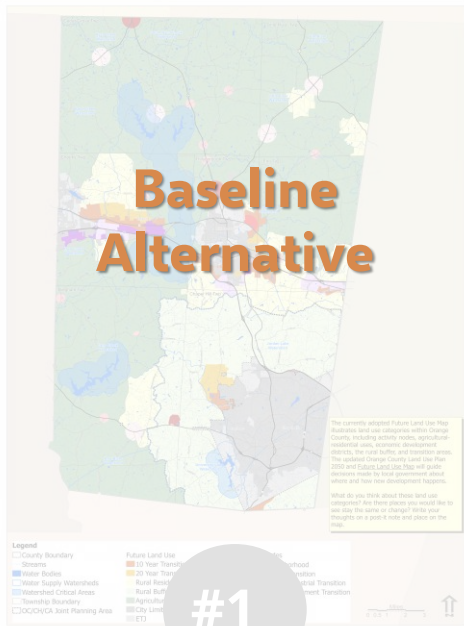 Baseline
Alternative
The currently adopted Future Land Use Map
illustrates land use categories within Orange
County, including activity nodes, agricultural-
residential uses, economic development
districts, the rural buffer, and transition areas.
The updated Orange County Land Use Plan
2050 and Future Land Use Map will guide
decisions made by local government about
where and how new development happens.
What do you think about these land use
categories? Are there places you would like to
see stay the same or change? Write your
thoughts on a post-it note and place on the
map.
Legend
County Boundary
Streams
Water Bodies
Water Supply Watersheds
Watershed Critical Areas
Township Boundary
OC/CH/CA Joint Planning Area
Future Land Use
10 Year
20 Year
Rural
Rural
City
ETJ
#1